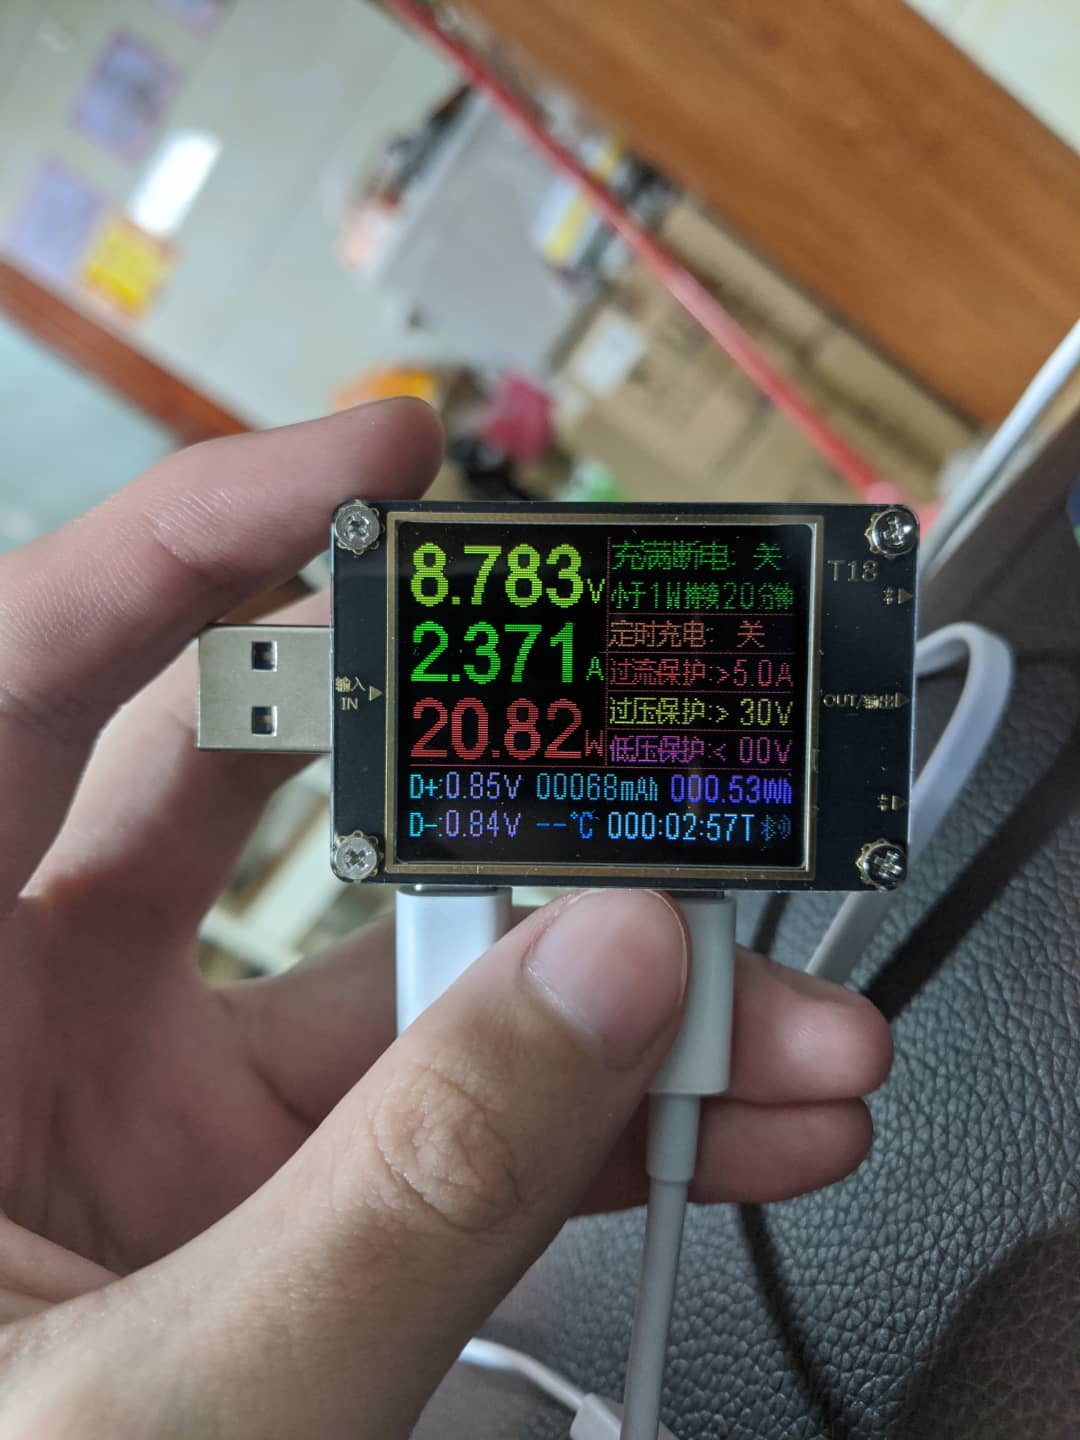 8.783V
2.371A
20.82W
充满断电: 关
小于1W持续20分钟
定时充电: 关
过流保护:>5.0A
过压保护:> 30V
低压保护:< 00V
D+:0.85V 00068mAh 000.53Wh
D-:0.84V --℃ 000:02:57T
输入
IN
T18
OUT/输出